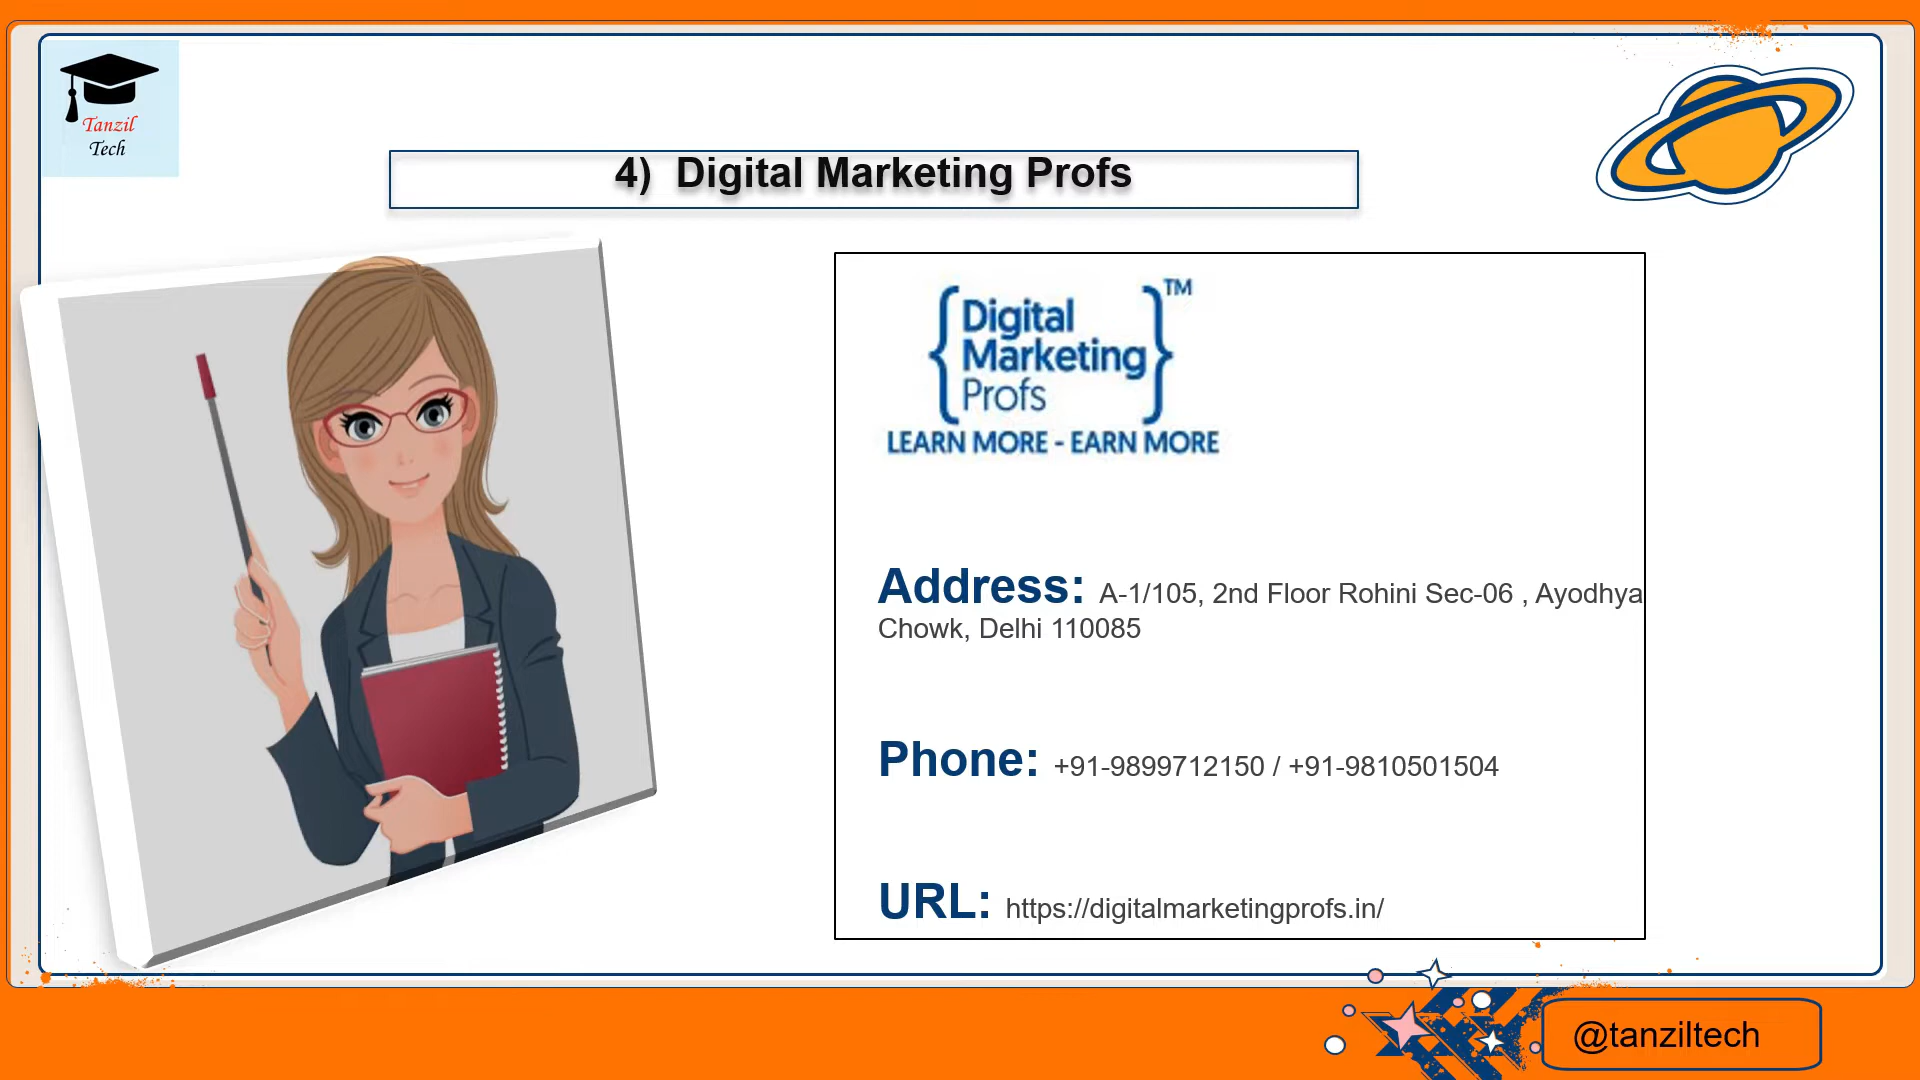 Tanzil
Tech
4) Digital Marketing Profs
{Digital
Marketing}™
Profs
LEARN MORE - EARN MORE
Address: A-1/105, 2nd Floor Rohini Sec-06 , Ayodhya
Chowk, Delhi 110085
Phone: +91-9899712150 / +91-9810501504
URL: https://digitalmarketingprofs.in/
@tanziltech